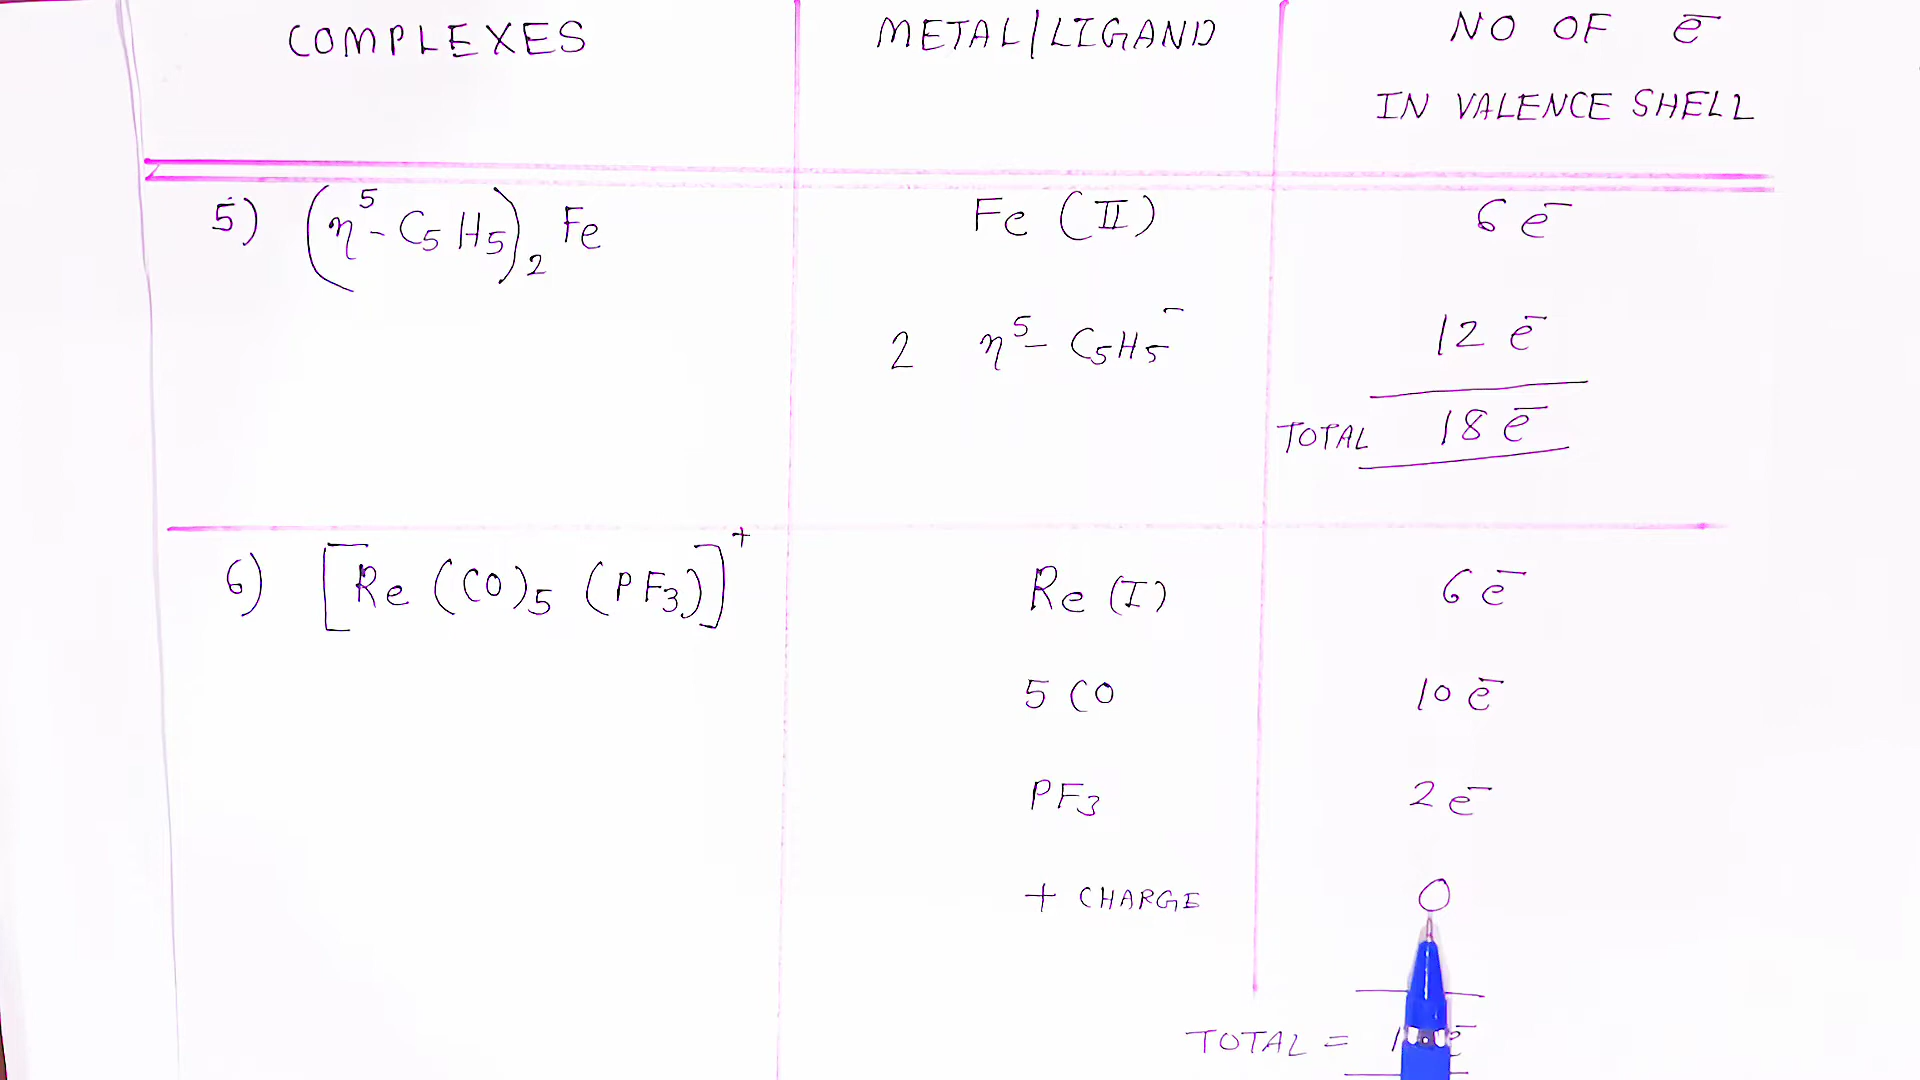 COMPLEXES METAL/LIGAND NO OF e⁻
IN VALENCE SHELL
5) (η⁵-C₅H₅)₂ Fe Fe (II) 6 e⁻
2 η⁵-C₅H₅⁻ 12 e⁻
TOTAL 18 e⁻
6) [Re (CO)₅ (PF₃)]⁺ Re (I) 6 e⁻
5 CO 10 e⁻
PF₃ 2 e⁻
+ CHARGE 0
TOTAL =